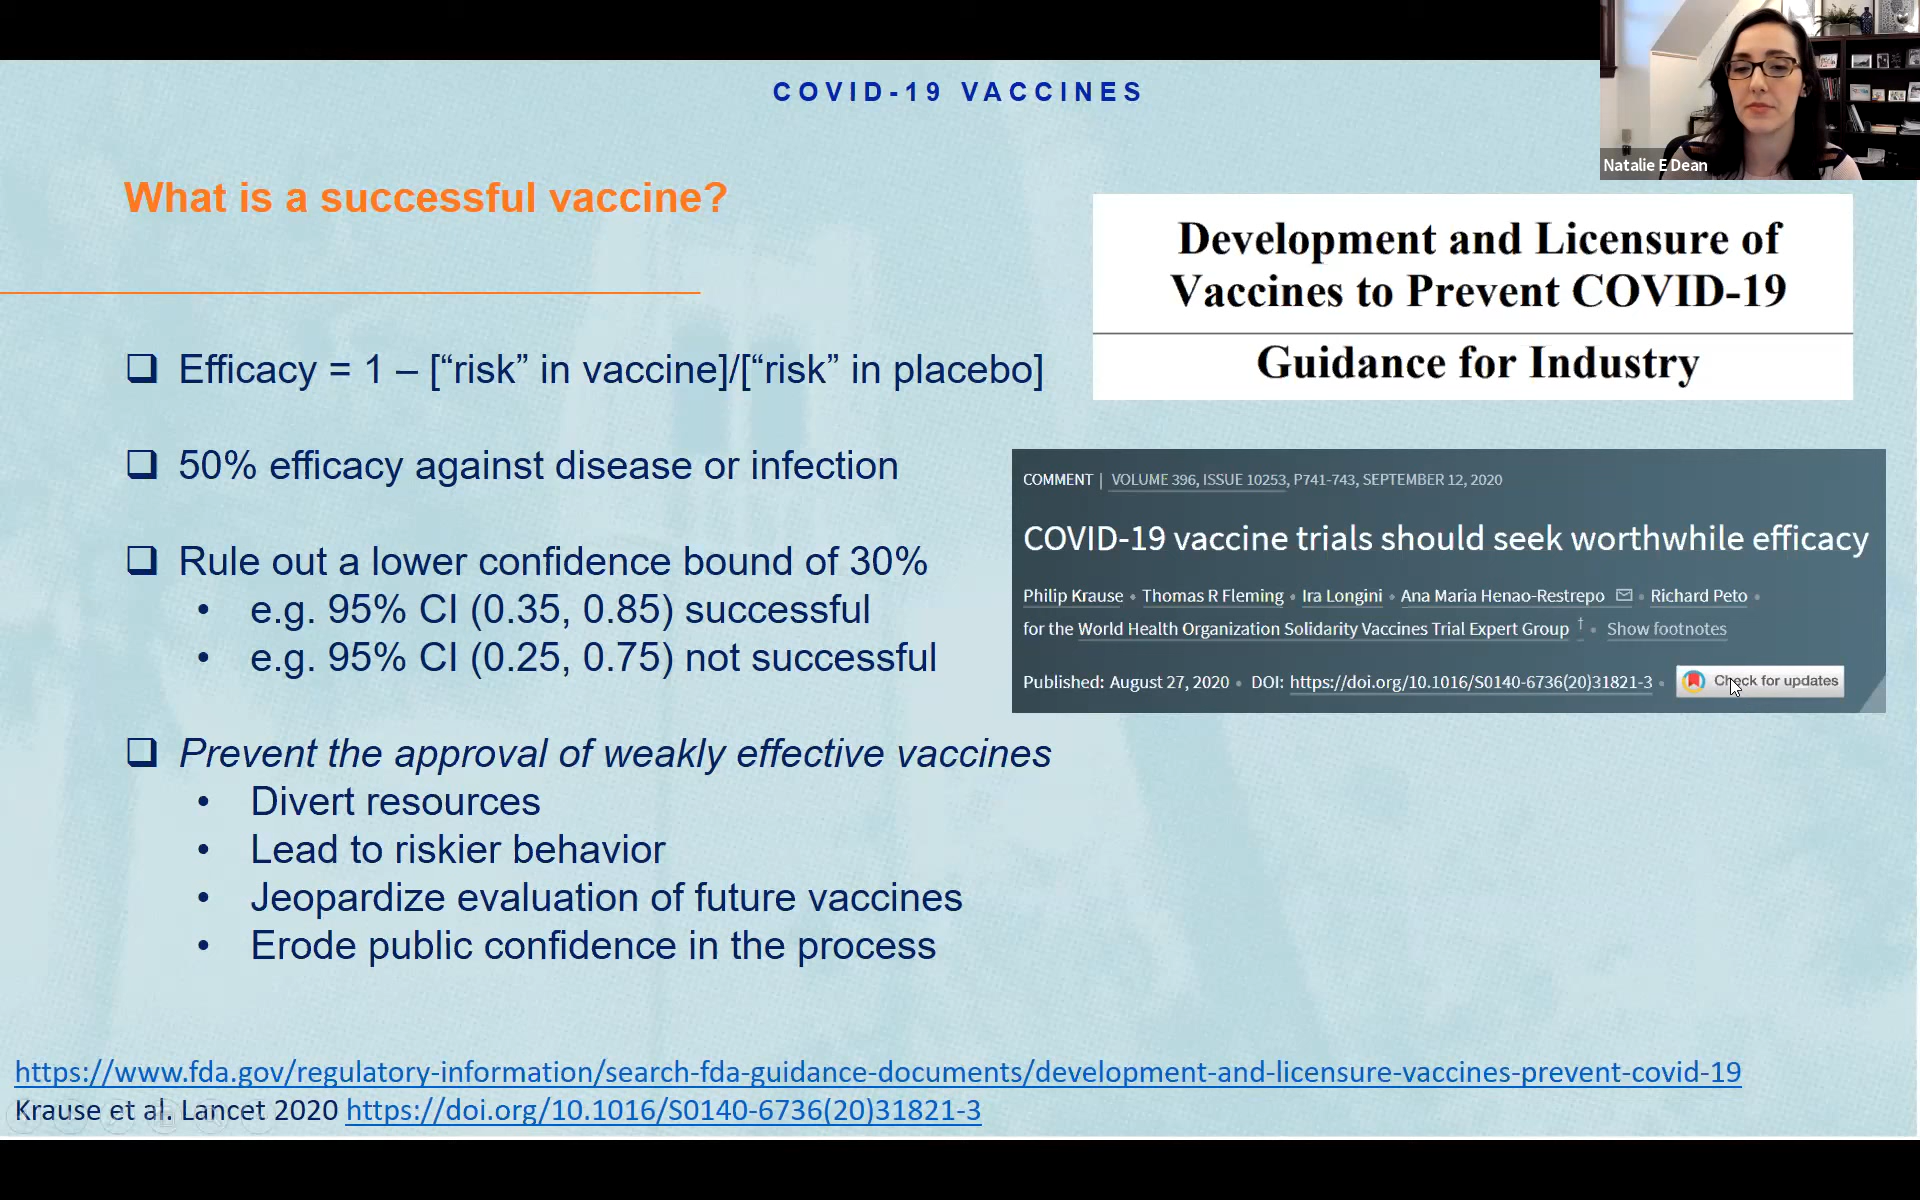 COVID-19 VACCINES
Natalie E Dean
What is a successful vaccine?
Development and Licensure of
Vaccines to Prevent COVID-19
Guidance for Industry
Efficacy = 1 – [“risk” in vaccine]/[“risk” in placebo]
50% efficacy against disease or infection
Rule out a lower confidence bound of 30%
• e.g. 95% CI (0.35, 0.85) successful
• e.g. 95% CI (0.25, 0.75) not successful
Prevent the approval of weakly effective vaccines
• Divert resources
• Lead to riskier behavior
• Jeopardize evaluation of future vaccines
• Erode public confidence in the process
COMMENT | VOLUME 396, ISSUE 10253, P741-743, SEPTEMBER 12, 2020
COVID-19 vaccine trials should seek worthwhile efficacy
Philip Krause • Thomas R Fleming • Ira Longini • Ana Maria Henao-Restrepo • Richard Peto •
for the World Health Organization Solidarity Vaccines Trial Expert Group † • Show footnotes
Published: August 27, 2020 • DOI: https://doi.org/10.1016/S0140-6736(20)31821-3 • Check for updates
https://www.fda.gov/regulatory-information/search-fda-guidance-documents/development-and-licensure-vaccines-prevent-covid-19
Krause et al. Lancet 2020 https://doi.org/10.1016/S0140-6736(20)31821-3